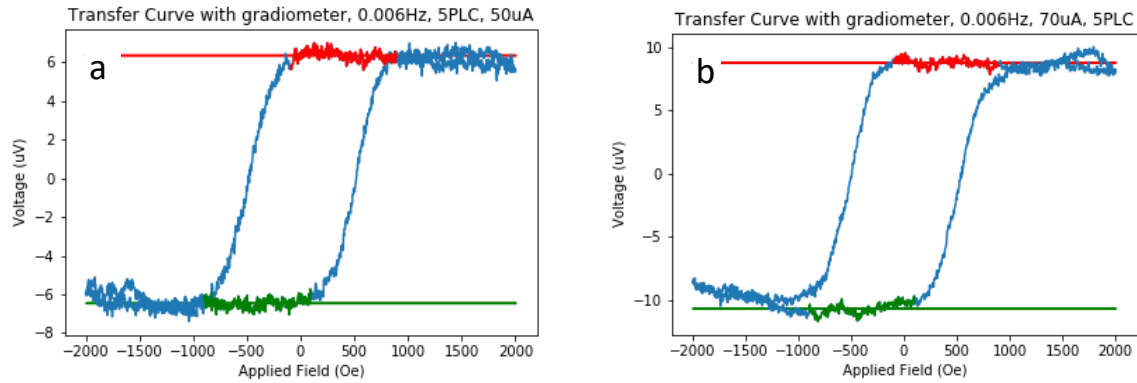 Transfer Curve with gradiometer, 0.006Hz, 5PLC, 50uA
a
6
4
2
0
−2
−4
−6
−8
Voltage (uV)
−2000 −1500 −1000 −500 0 500 1000 1500 2000
Applied Field (Oe)
Transfer Curve with gradiometer, 0.006Hz, 70uA, 5PLC
b
10
5
0
−5
−10
Voltage (uV)
−2000 −1500 −1000 −500 0 500 1000 1500 2000
Applied Field (Oe)